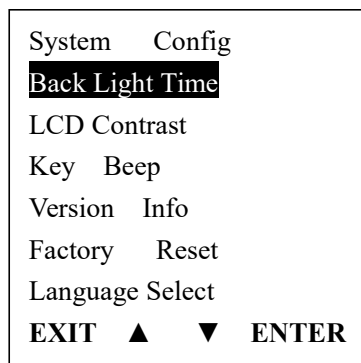 System Config
Back Light Time
LCD Contrast
Key Beep
Version Info
Factory Reset
Language Select
EXIT ▲ ▼ ENTER